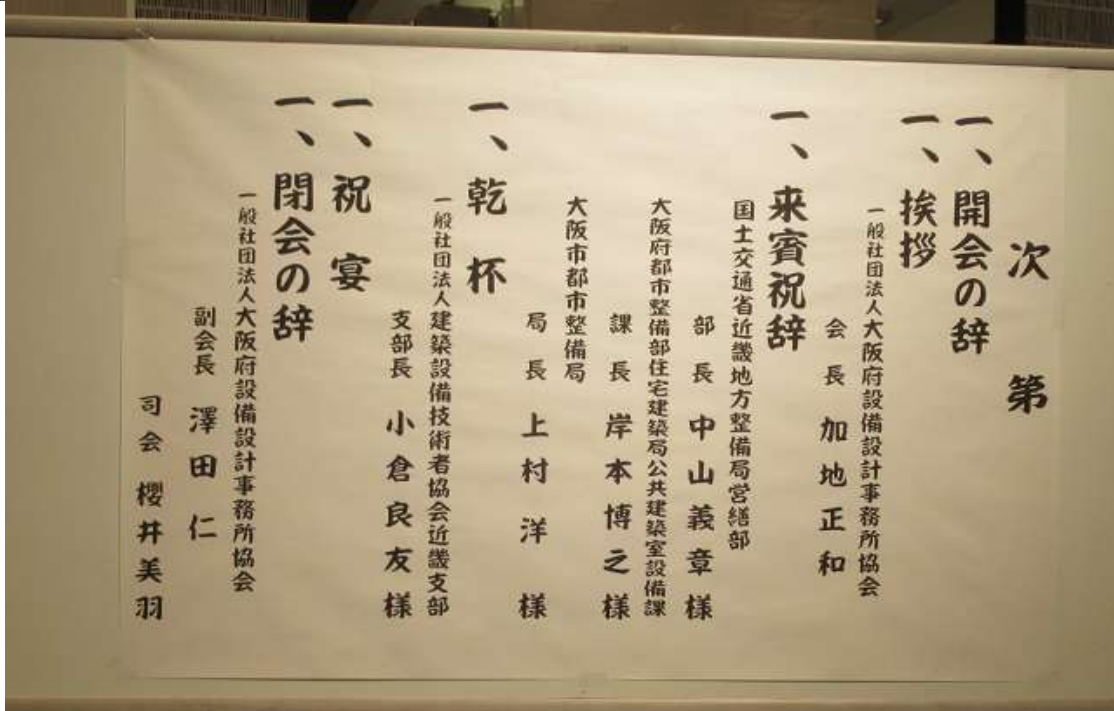 次第
一、開会の辞
一、挨拶
一般社団法人大阪府設備設計事務所協会
会長 加地正和
一、来賓祝辞
国土交通省近畿地方整備局営繕部
部長 中山義章様
大阪府都市整備部住宅建築局公共建築室設備課
課長 岸本博之様
大阪市都市整備局
局長 上村洋様
一、乾杯
一般社団法人建築設備技術者協会近畿支部
支部長 小倉良友様
一、祝宴
一、閉会の辞
一般社団法人大阪府設備設計事務所協会
副会長 澤田仁
司会 櫻井美羽